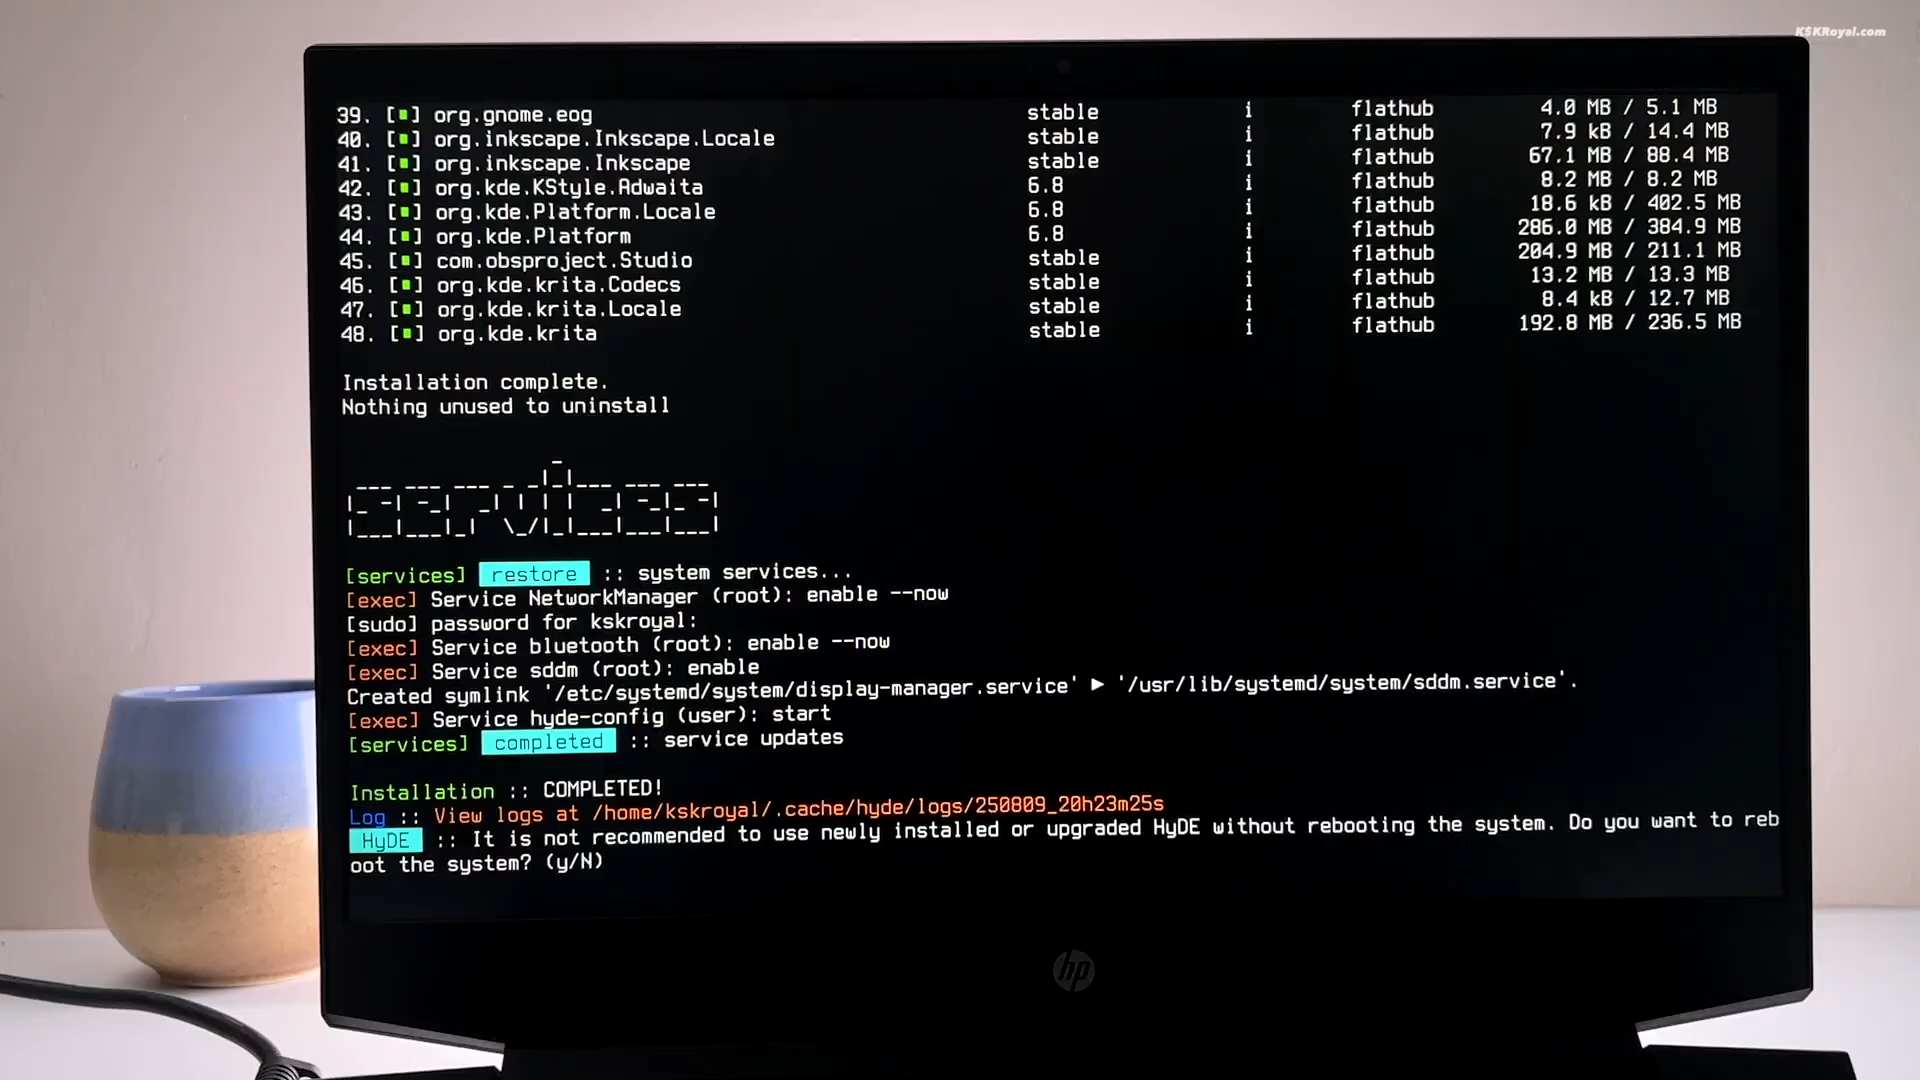 KSKRoyal.com
39. [■] org.gnome.eog stable i flathub 4.0 MB / 5.1 MB
40. [■] org.inkscape.Inkscape.Locale stable i flathub 7.9 kB / 14.4 MB
41. [■] org.inkscape.Inkscape stable i flathub 67.1 MB / 88.4 MB
42. [■] org.kde.KStyle.Adwaita 6.8 i flathub 8.2 MB / 8.2 MB
43. [■] org.kde.Platform.Locale 6.8 i flathub 18.6 kB / 402.5 MB
44. [■] org.kde.Platform 6.8 i flathub 286.0 MB / 384.9 MB
45. [■] com.obsproject.Studio stable i flathub 204.9 MB / 211.1 MB
46. [■] org.kde.krita.Codecs stable i flathub 13.2 MB / 13.3 MB
47. [■] org.kde.krita.Locale stable i flathub 8.4 kB / 12.7 MB
48. [■] org.kde.krita stable i flathub 192.8 MB / 236.5 MB
Installation complete.
Nothing unused to uninstall
services
[services] restore :: system services...
[exec] Service NetworkManager (root): enable --now
[sudo] password for kskroyal:
[exec] Service bluetooth (root): enable --now
[exec] Service sddm (root): enable
Created symlink '/etc/systemd/system/display-manager.service' ► '/usr/lib/systemd/system/sddm.service'.
[exec] Service hyde-config (user): start
[services] completed :: service updates
Installation :: COMPLETED!
Log :: View logs at /home/kskroyal/.cache/hyde/logs/250809_20h23m25s
HyDE :: It is not recommended to use newly installed or upgraded HyDE without rebooting the system. Do you want to reb
oot the system? (y/N)
hp